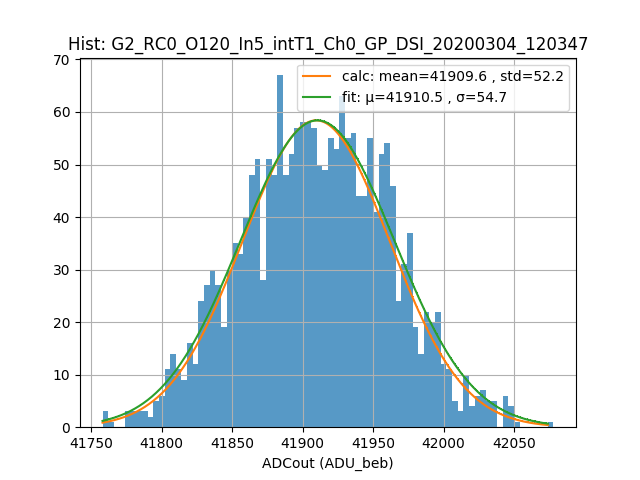 Hist: G2_RC0_O120_In5_intT1_Ch0_GP_DSI_20200304_120347
calc: mean=41909.6 , std=52.2
fit: μ=41910.5 , σ=54.7
70
60
50
40
30
20
10
0
41750 41800 41850 41900 41950 42000 42050
ADCout (ADU_beb)